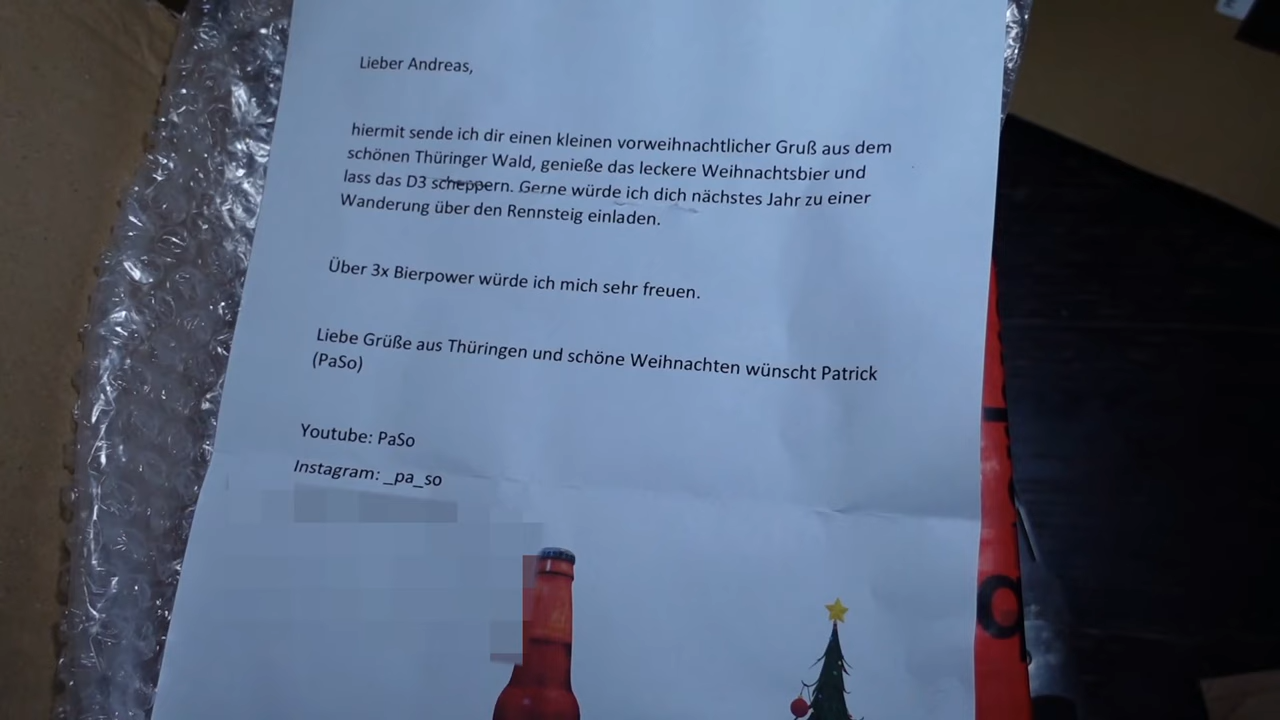 Lieber Andreas,
hiermit sende ich dir einen kleinen vorweihnachtlicher Gruß aus dem
schönen Thüringer Wald, genieße das leckere Weihnachtsbier und
lass das D3 scheppern. Gerne würde ich dich nächstes Jahr zu einer
Wanderung über den Rennsteig einladen.
Über 3x Bierpower würde ich mich sehr freuen.
Liebe Grüße aus Thüringen und schöne Weihnachten wünscht Patrick
(PaSo)
Youtube: PaSo
Instagram: _pa_so